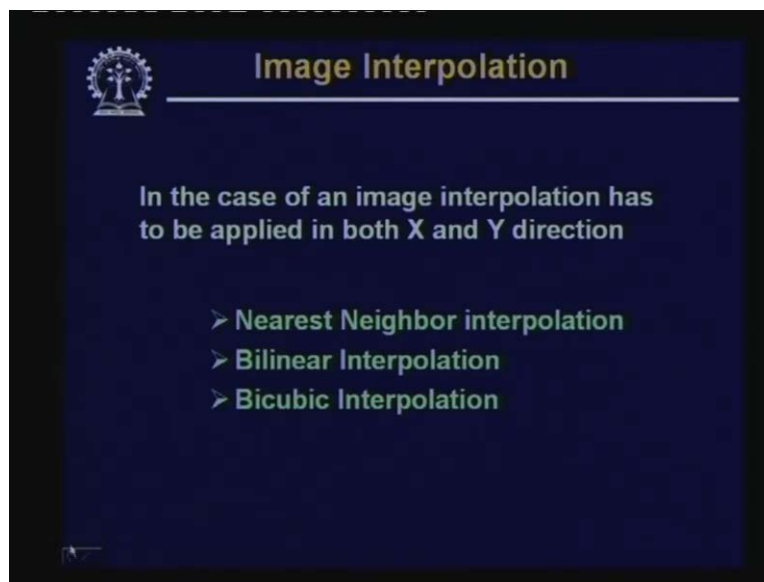 Image Interpolation
In the case of an image interpolation has
to be applied in both X and Y direction
➢ Nearest Neighbor interpolation
➢ Bilinear Interpolation
➢ Bicubic Interpolation